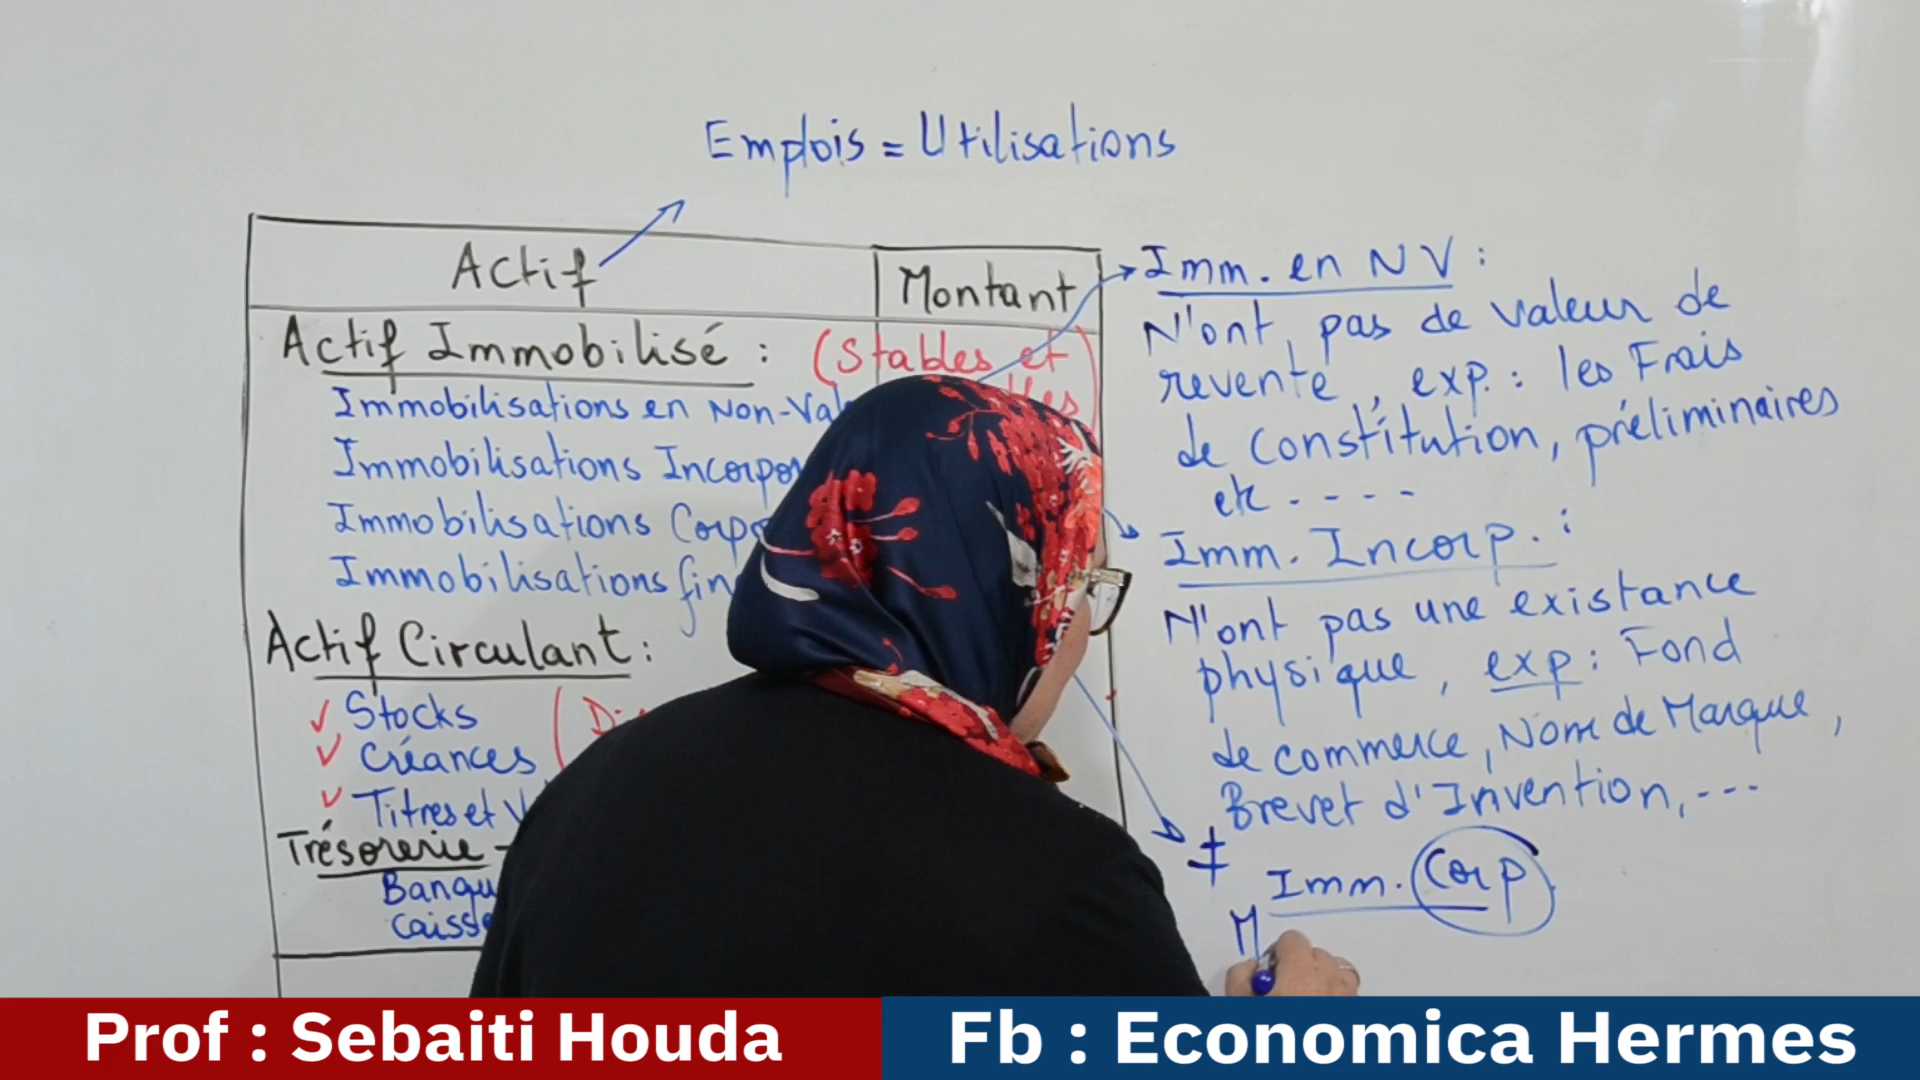 Emplois = Utilisations
Actif
Montant
Actif Immobilisé : (Stables et
Immobilisations en Non-Val
Immobilisations Incorpor
Immobilisations Corpo
Immobilisations fin
Actif Circulant :
✓ Stocks
✓ Créances
✓ Titres et V
Trésorerie -
Banqu
Caisse
Imm. en NV :
N'ont pas de valeur de
revente, exp. : les Frais
de constitution, préliminaires
etc - - - -
Imm. Incorp. :
N'ont pas une existance
physique, exp : Fond
de commerce, Nom de Marque,
Brevet d'Invention, ---
≠ Imm. Corp.
M
Prof : Sebaiti Houda
Fb : Economica Hermes